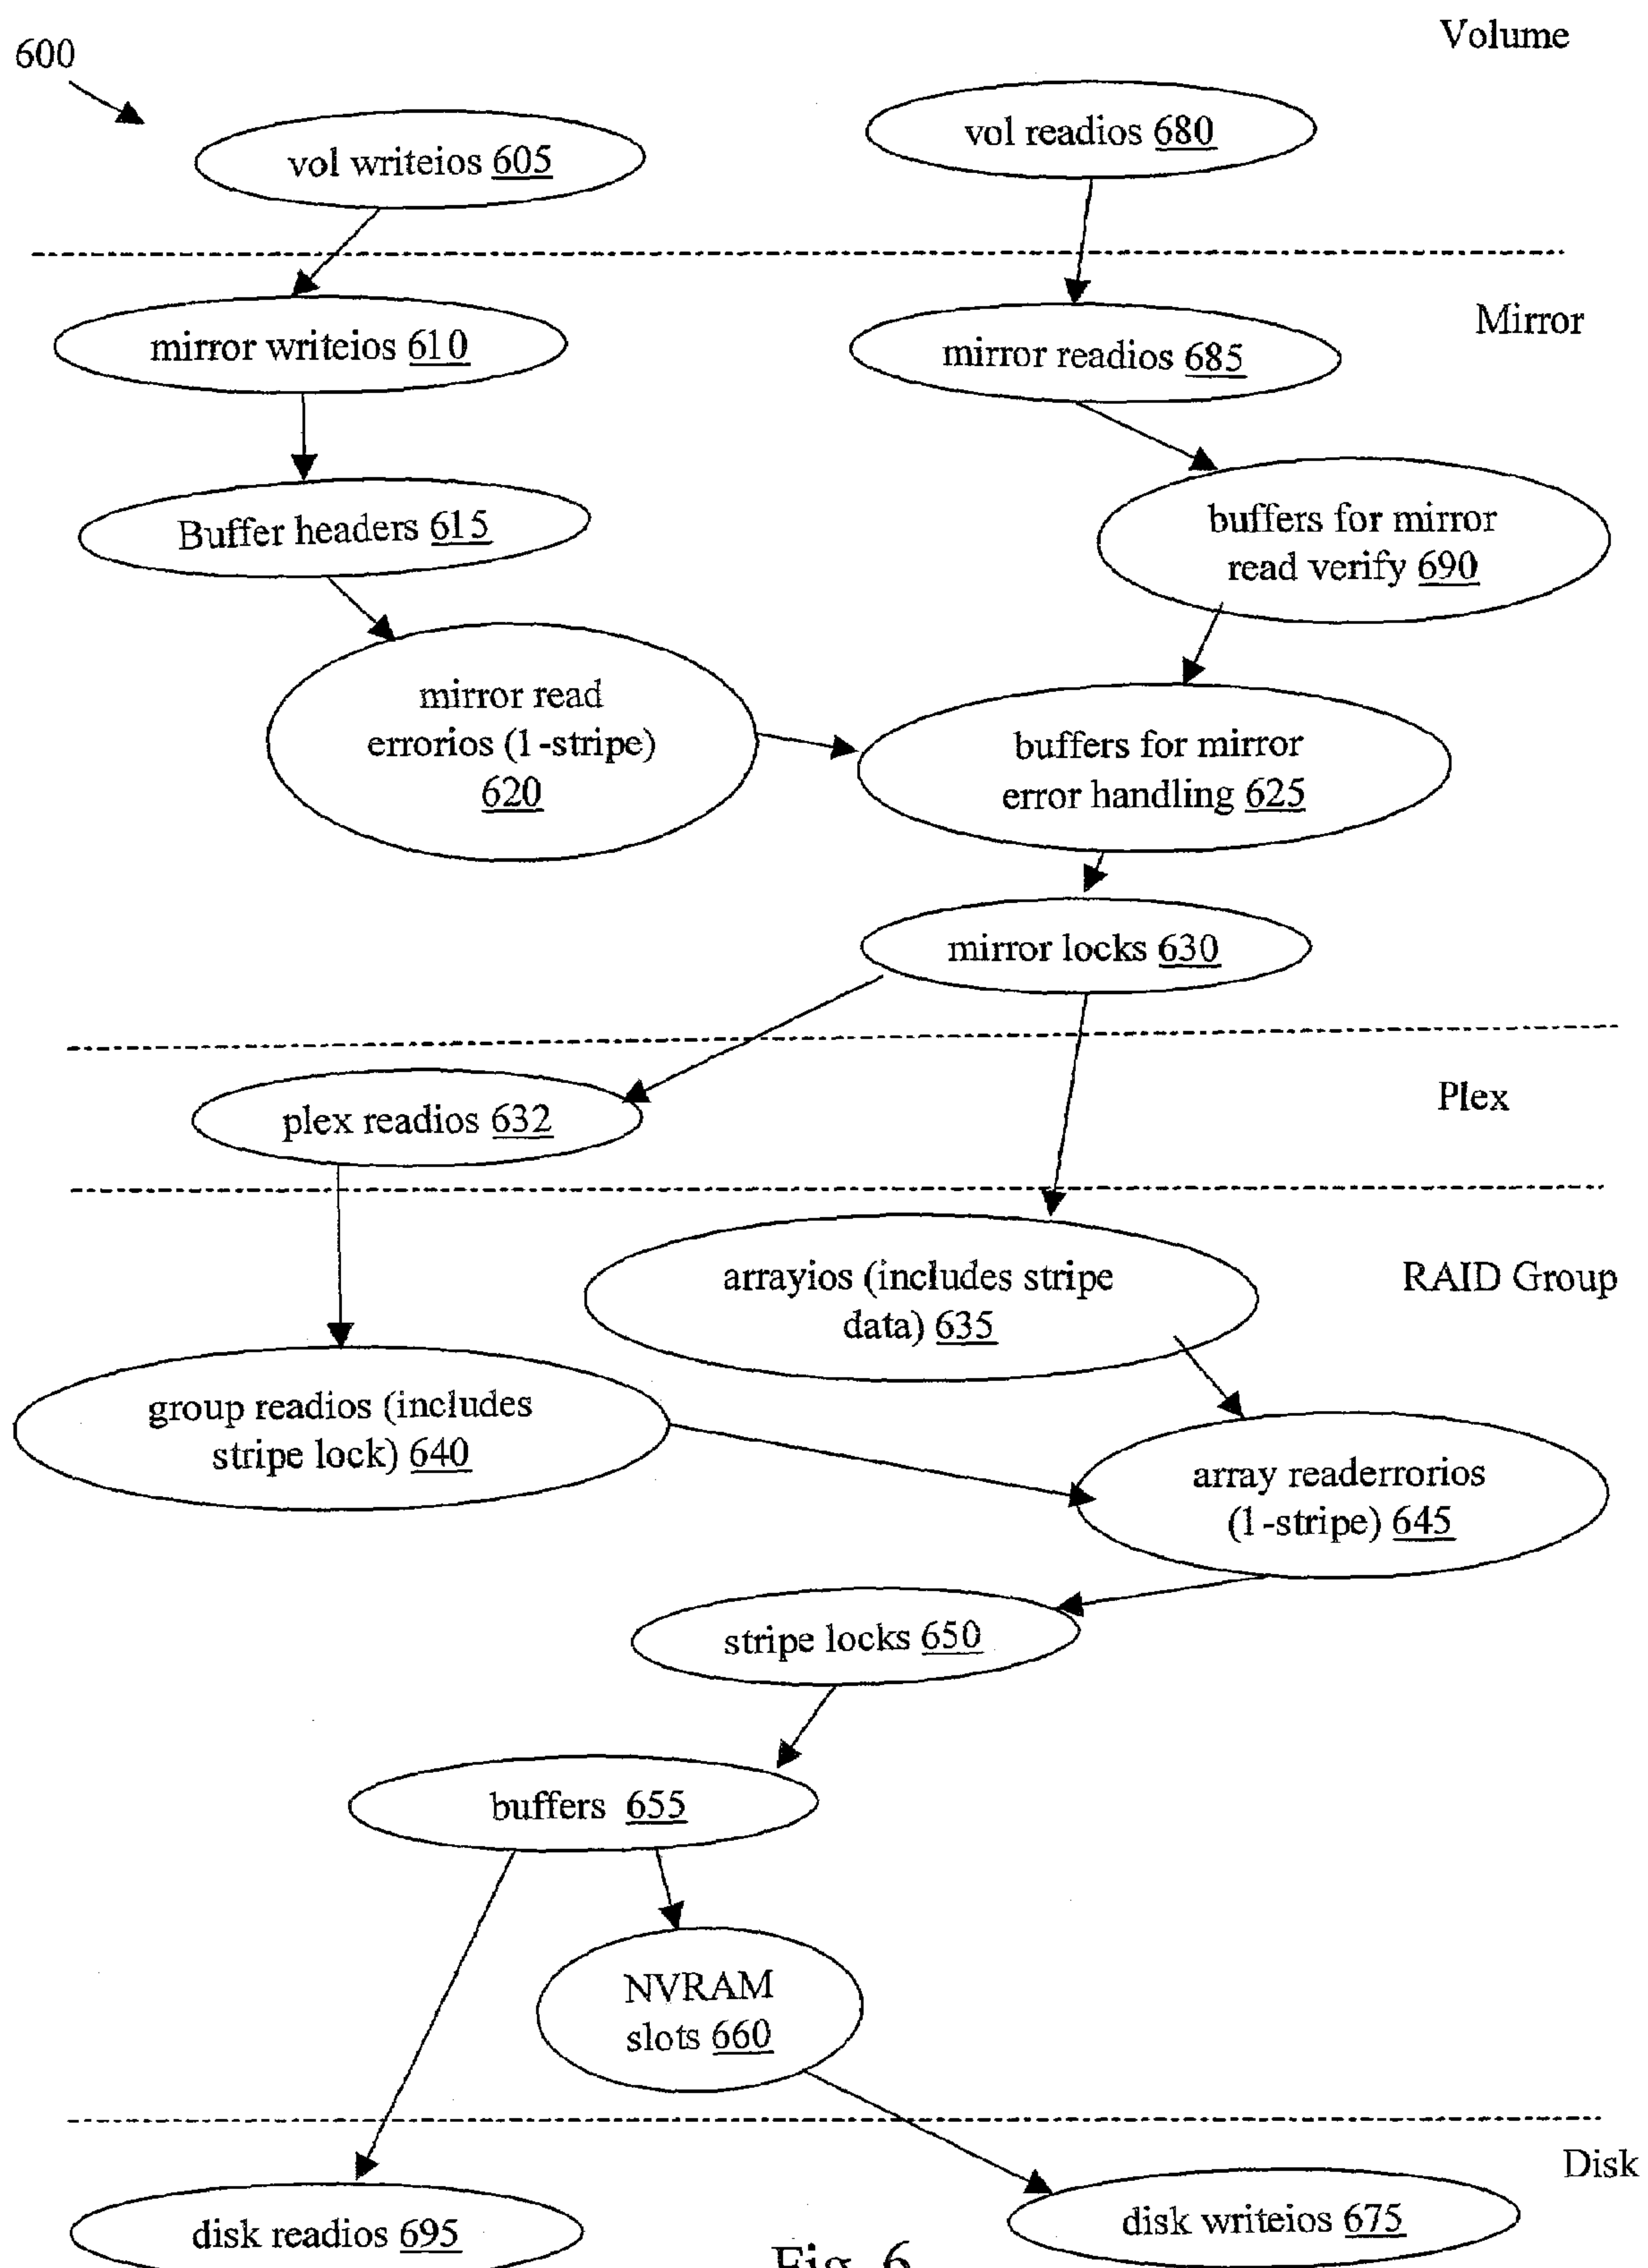 Volume
600
vol readios 680
vol writeios 605
Mirror
mirror writeios 610
mirror readios 685
Buffer headers 615
buffers for mirror
read verify 690
mirror read
errorios (1-stripe)
620
buffers for mirror
error handling 625
mirror locks 630
Plex
plex readios 632
RAID Group
arrayios (includes stripe
data) 635
group readios (includes
stripe lock) 640
array readerrorios
(1-stripe) 645
stripe locks 650
buffers 655
NVRAM
slots 660
Disk
disk readios 695
disk writeios 675
Fig. 6